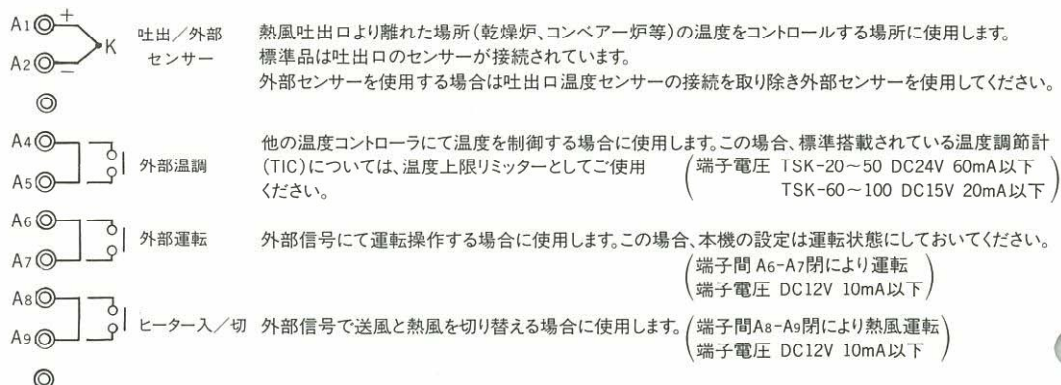 A1 + 吐出／外部 熱風吐出口より離れた場所(乾燥炉、コンベアー炉等)の温度をコントロールする場所に使用します。
K
A2 − センサー 標準品は吐出口のセンサーが接続されています。
外部センサーを使用する場合は吐出口温度センサーの接続を取り除き外部センサーを使用してください。
A4 他の温度コントローラにて温度を制御する場合に使用します。この場合、標準搭載されている温度調節計
外部温調 (TIC)については、温度上限リミッターとしてご使用 (端子電圧 TSK-20～50 DC24V 60mA以下
A5 ください。 TSK-60～100 DC15V 20mA以下)
A6
外部運転 外部信号にて運転操作する場合に使用します。この場合、本機の設定は運転状態にしておいてください。
A7 (端子間 A6-A7閉により運転
端子電圧 DC12V 10mA以下)
A8
ヒーター入／切 外部信号で送風と熱風を切り替える場合に使用します。(端子間A8-A9閉により熱風運転
A9 端子電圧 DC12V 10mA以下)